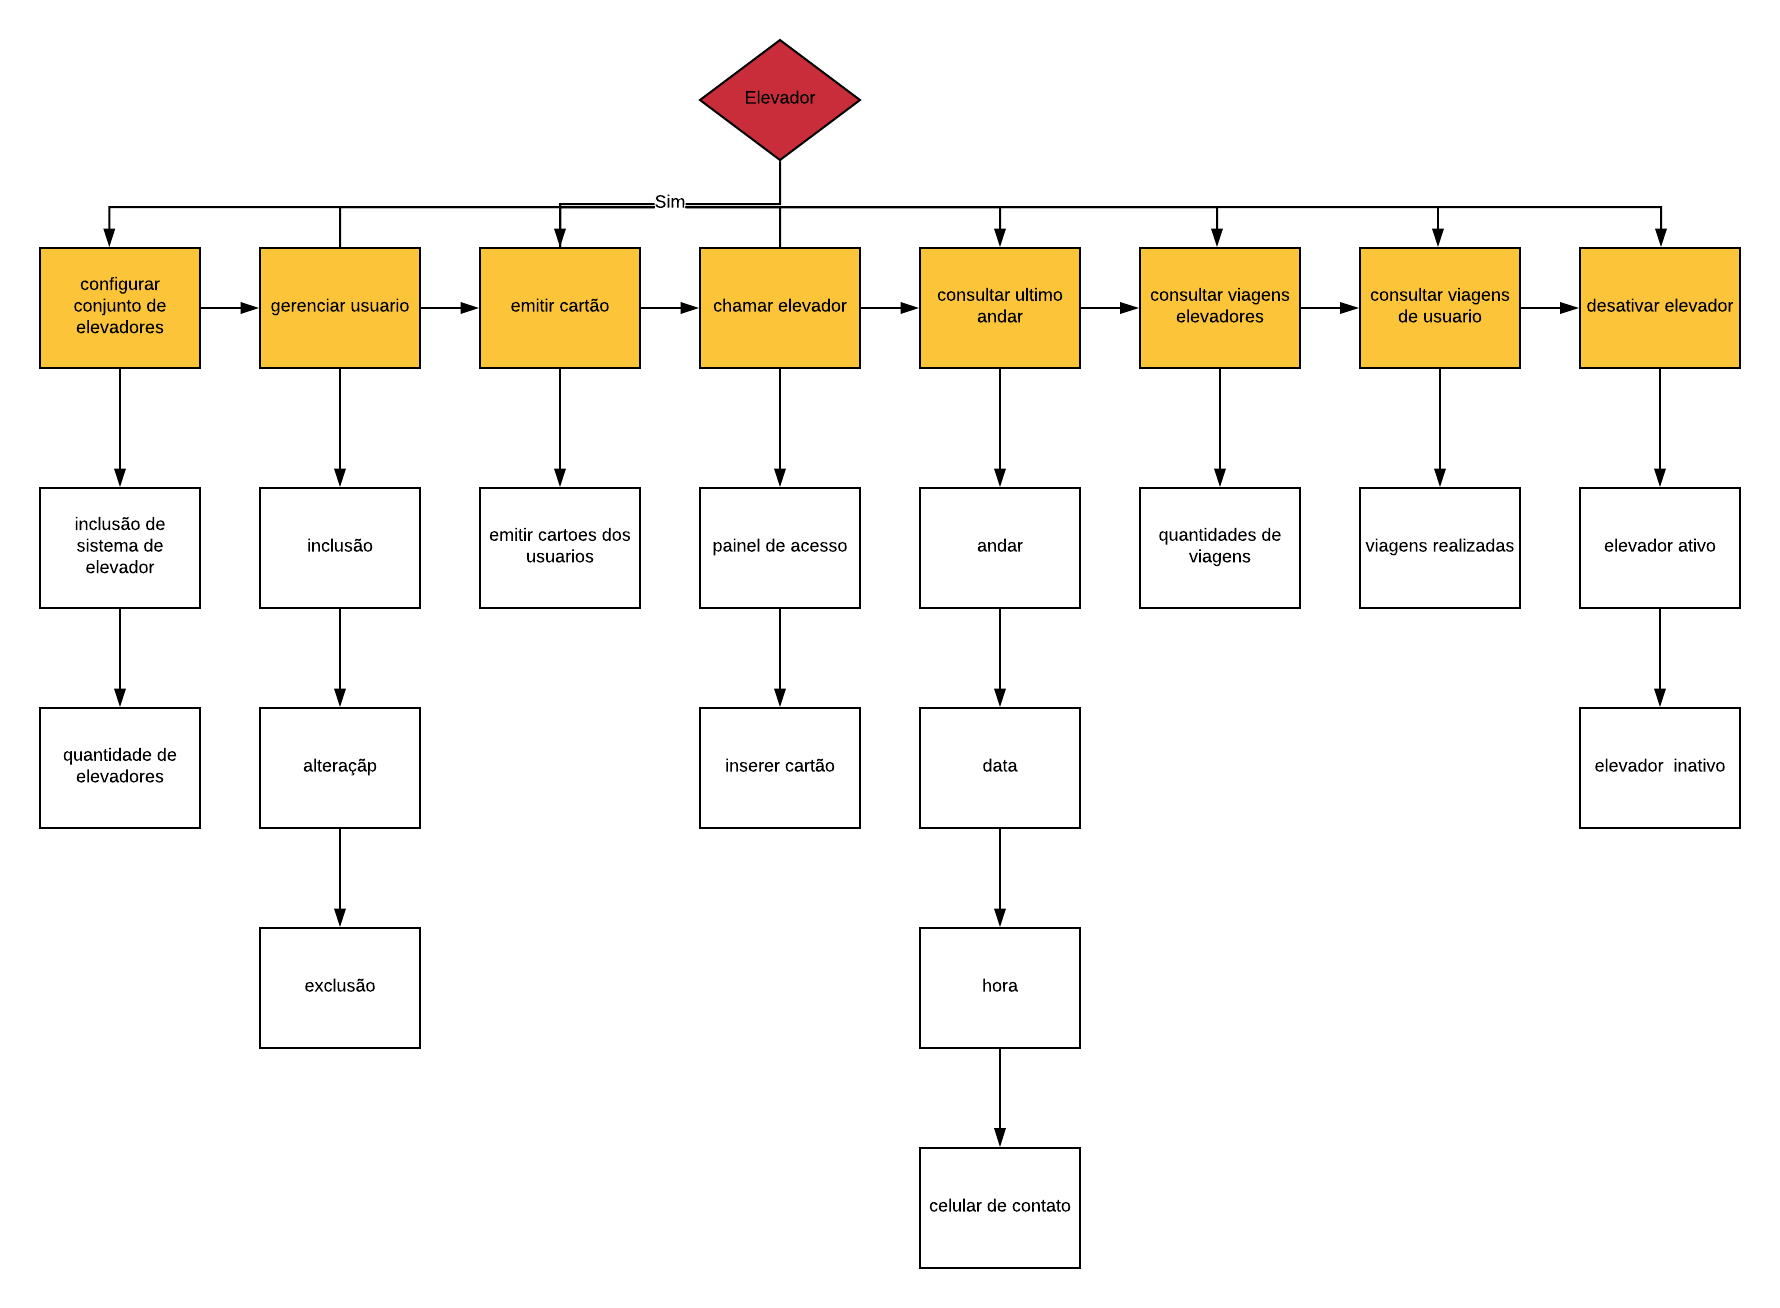 Elevador
Sim
configurar
conjunto de
elevadores
gerenciar usuario
emitir cartão
chamar elevador
consultar ultimo
andar
consultar viagens
elevadores
consultar viagens
de usuario
desativar elevador
inclusão de
sistema de
elevador
inclusão
emitir cartoes dos
usuarios
painel de acesso
andar
quantidades de
viagens
viagens realizadas
elevador ativo
quantidade de
elevadores
alteraçãp
inserer cartão
data
elevador  inativo
exclusão
hora
celular de contato